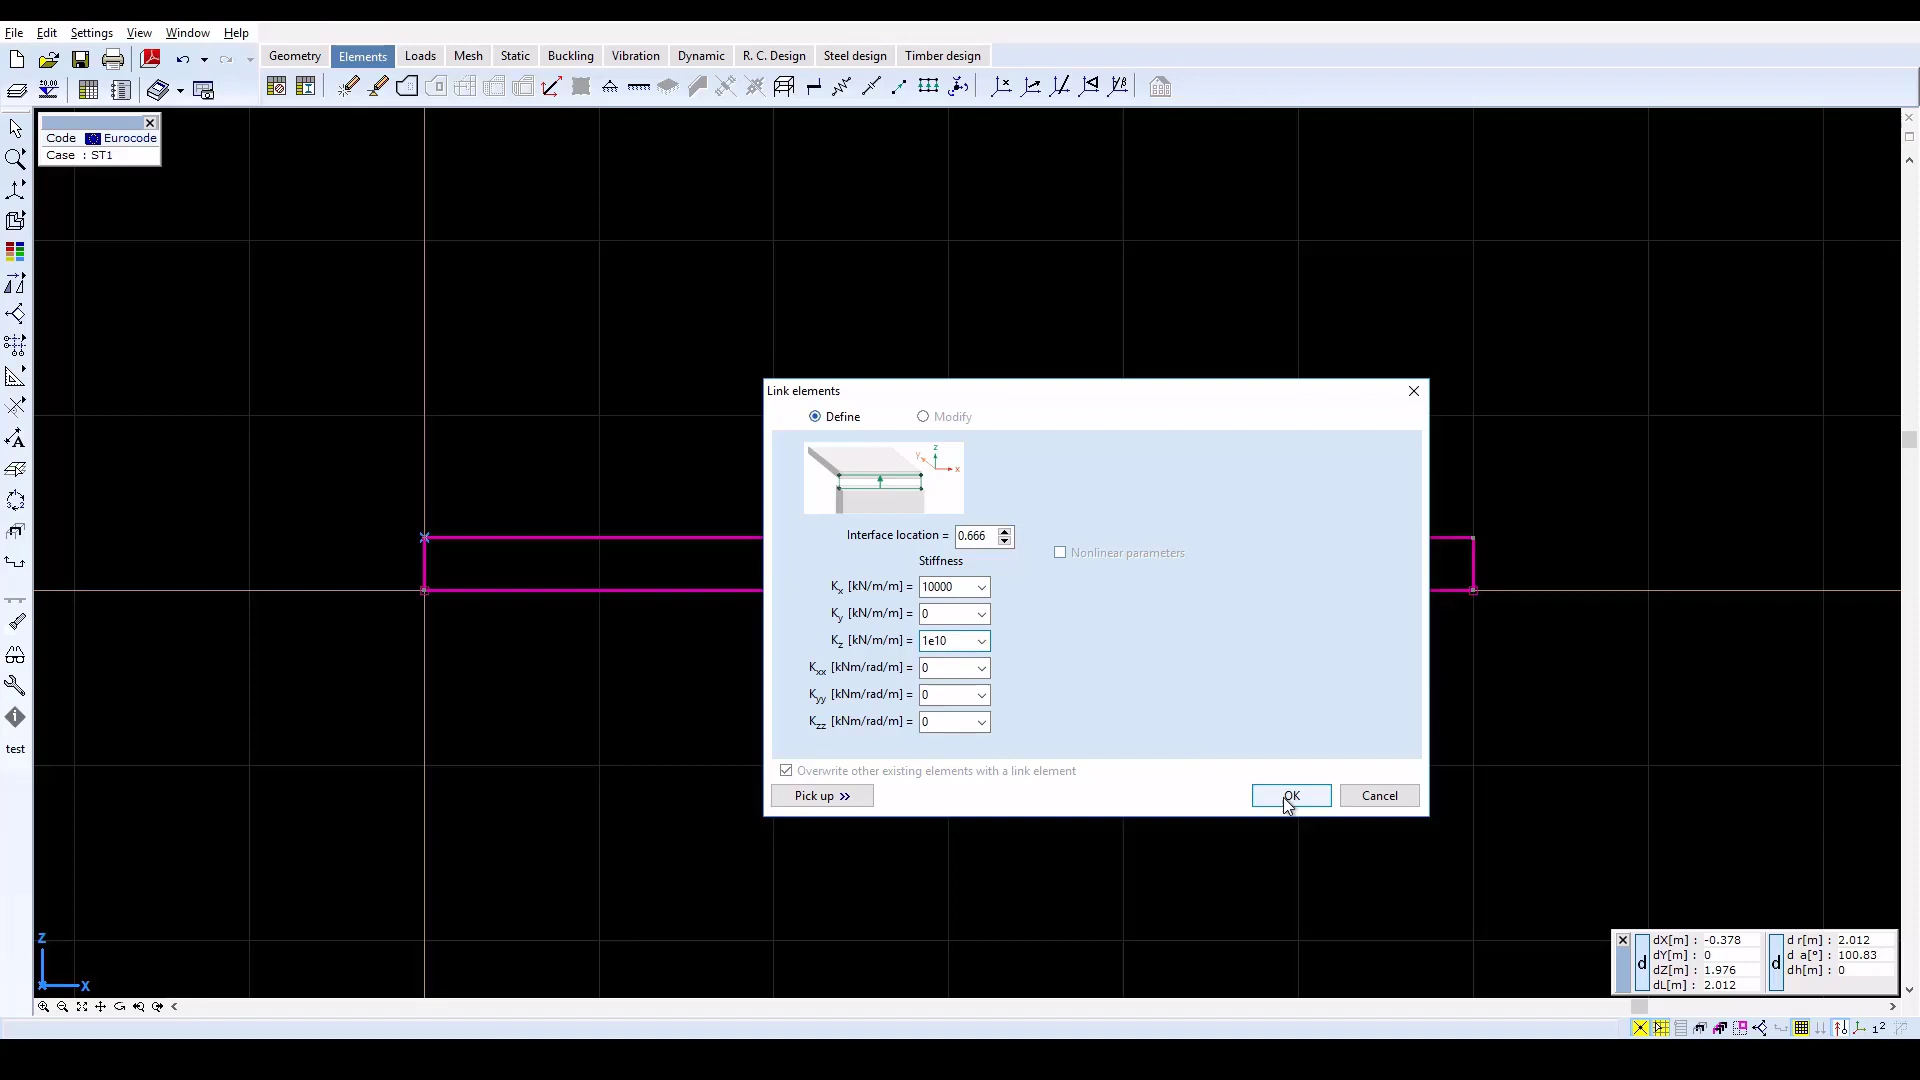 File Edit Settings View Window Help
Geometry Elements Loads Mesh Static Buckling Vibration Dynamic R. C. Design Steel design Timber design
Code Eurocode
Case : ST1
Link elements
Define Modify
Z
Y
x
Interface location = 0.666
Stiffness
Nonlinear parameters
Kx [kN/m/m] = 10000
Ky [kN/m/m] = 0
Kz [kN/m/m] = 1e10
Kxx [kNm/rad/m] = 0
Kyy [kNm/rad/m] = 0
Kzz [kNm/rad/m] = 0
Overwrite other existing elements with a link element
Pick up >> OK Cancel
test
Z
X
d
dX[m] : -0.378
dY[m] : 0
dZ[m] : 1.976
dL[m] : 2.012
d
d r[m] : 2.012
d a[°] : 100.83
dh[m] : 0